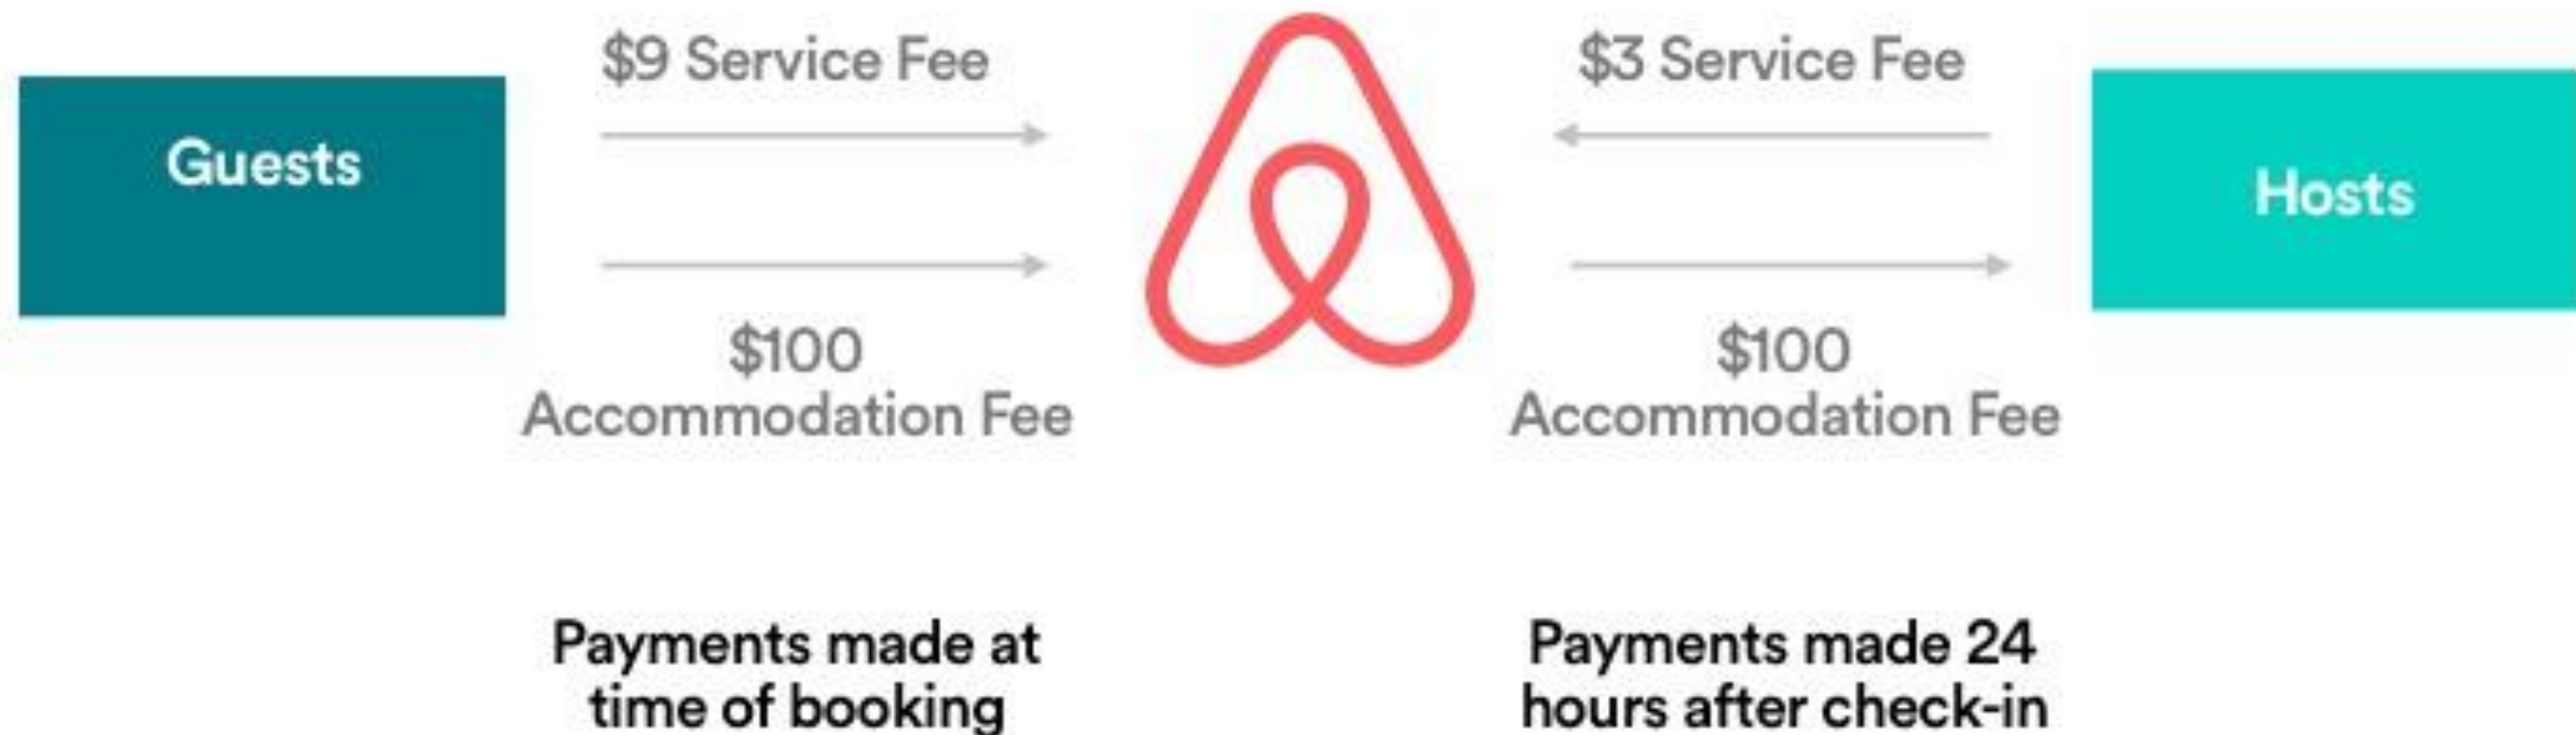 $9 Service Fee
$3 Service Fee
Guests
Hosts
$100
Accommodation Fee
$100
Accommodation Fee
Payments made at
time of booking
Payments made 24
hours after check-in